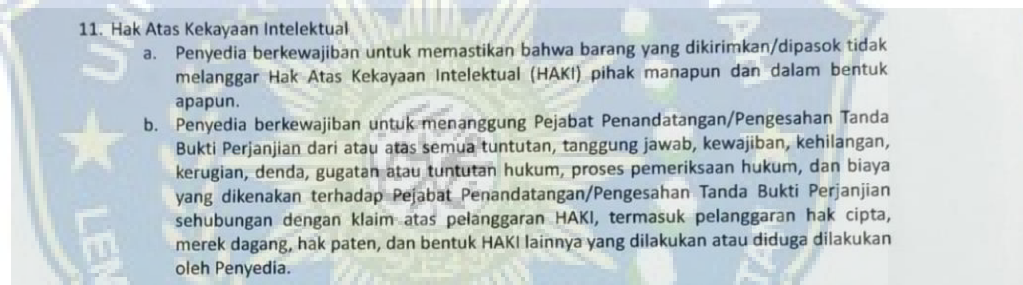 11. Hak Atas Kekayaan Intelektual
a. Penyedia berkewajiban untuk memastikan bahwa barang yang dikirimkan/dipasok tidak
melanggar Hak Atas Kekayaan Intelektual (HAKI) pihak manapun dan dalam bentuk
apapun.
b. Penyedia berkewajiban untuk menanggung Pejabat Penandatangan/Pengesahan Tanda
Bukti Perjanjian dari atau atas semua tuntutan, tanggung jawab, kewajiban, kehilangan,
kerugian, denda, gugatan atau tuntutan hukum, proses pemeriksaan hukum, dan biaya
yang dikenakan terhadap Pejabat Penandatangan/Pengesahan Tanda Bukti Perjanjian
sehubungan dengan klaim atas pelanggaran HAKI, termasuk pelanggaran hak cipta,
merek dagang, hak paten, dan bentuk HAKI lainnya yang dilakukan atau diduga dilakukan
oleh Penyedia.